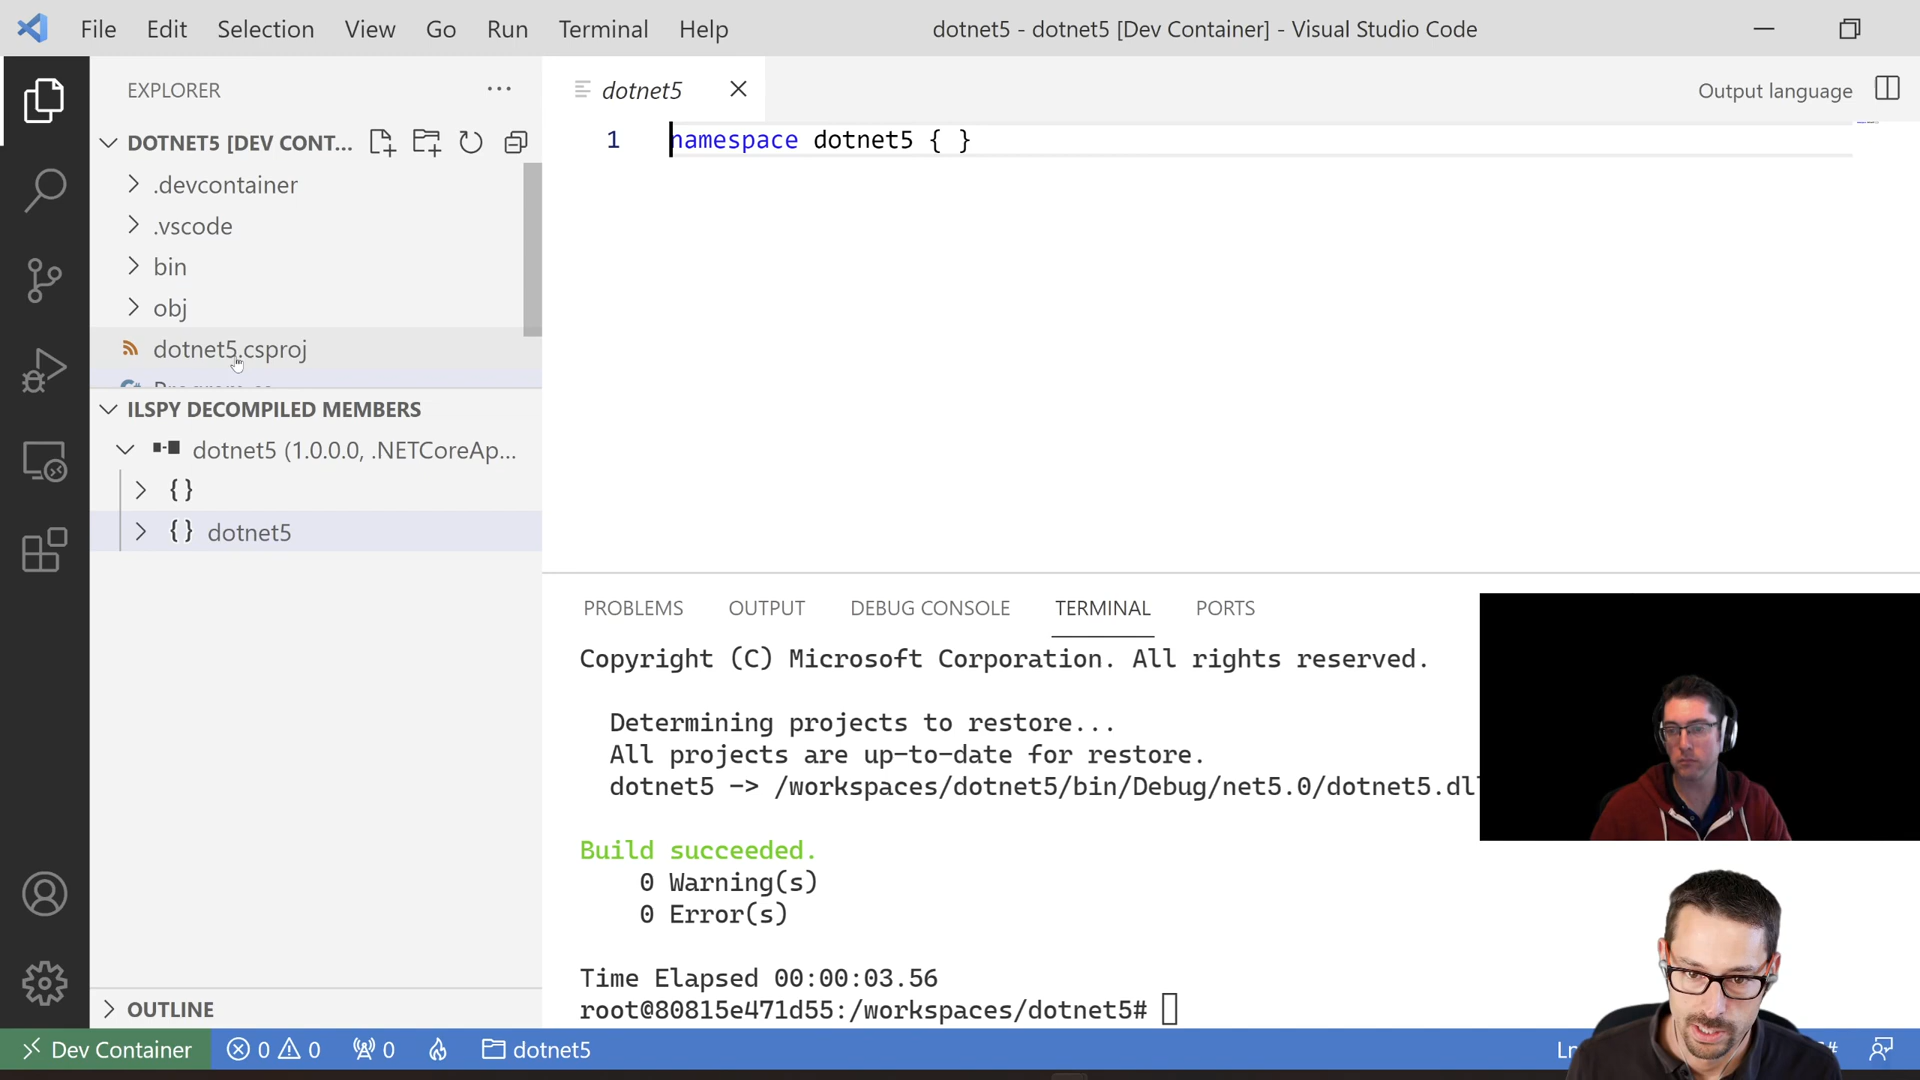 File Edit Selection View Go Run Terminal Help
dotnet5 - dotnet5 [Dev Container] - Visual Studio Code
EXPLORER
DOTNET5 [DEV CONT...
.devcontainer
.vscode
bin
obj
dotnet5.csproj
Program.cs
ILSPY DECOMPILED MEMBERS
dotnet5 (1.0.0.0, .NETCoreAp...
{}
{} dotnet5
OUTLINE
dotnet5
Output language
1 namespace dotnet5 { }
PROBLEMS OUTPUT DEBUG CONSOLE TERMINAL PORTS
Copyright (C) Microsoft Corporation. All rights reserved.
Determining projects to restore...
All projects are up-to-date for restore.
dotnet5 -> /workspaces/dotnet5/bin/Debug/net5.0/dotnet5.dl
Build succeeded.
0 Warning(s)
0 Error(s)
Time Elapsed 00:00:03.56
root@80815e471d55:/workspaces/dotnet5#
Dev Container 0 0 0 dotnet5 Ln